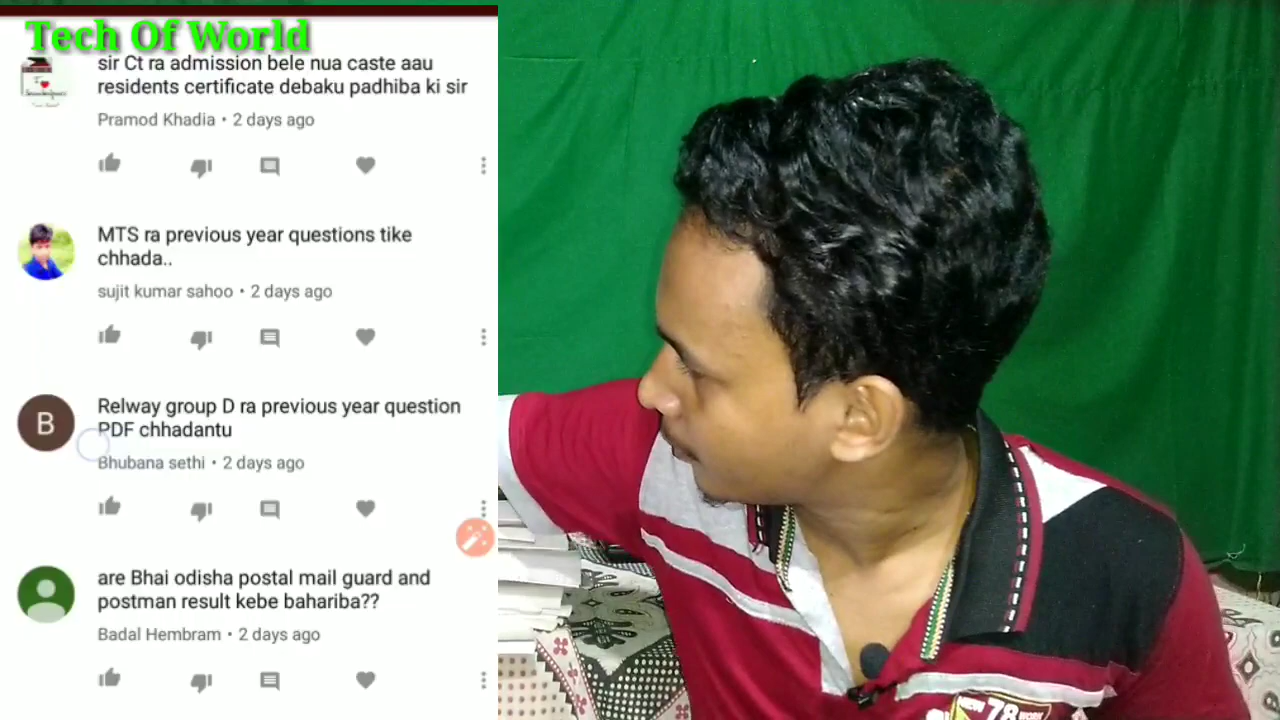 Tech Of World
sir Ct ra admission bele nua caste aau
residents certificate debaku padhiba ki sir
Pramod Khadia • 2 days ago
MTS ra previous year questions tike
chhada..
sujit kumar sahoo • 2 days ago
B
Relway group D ra previous year question
PDF chhadantu
Bhubana sethi • 2 days ago
are Bhai odisha postal mail guard and
postman result kebe bahariba??
Badal Hembram • 2 days ago
78